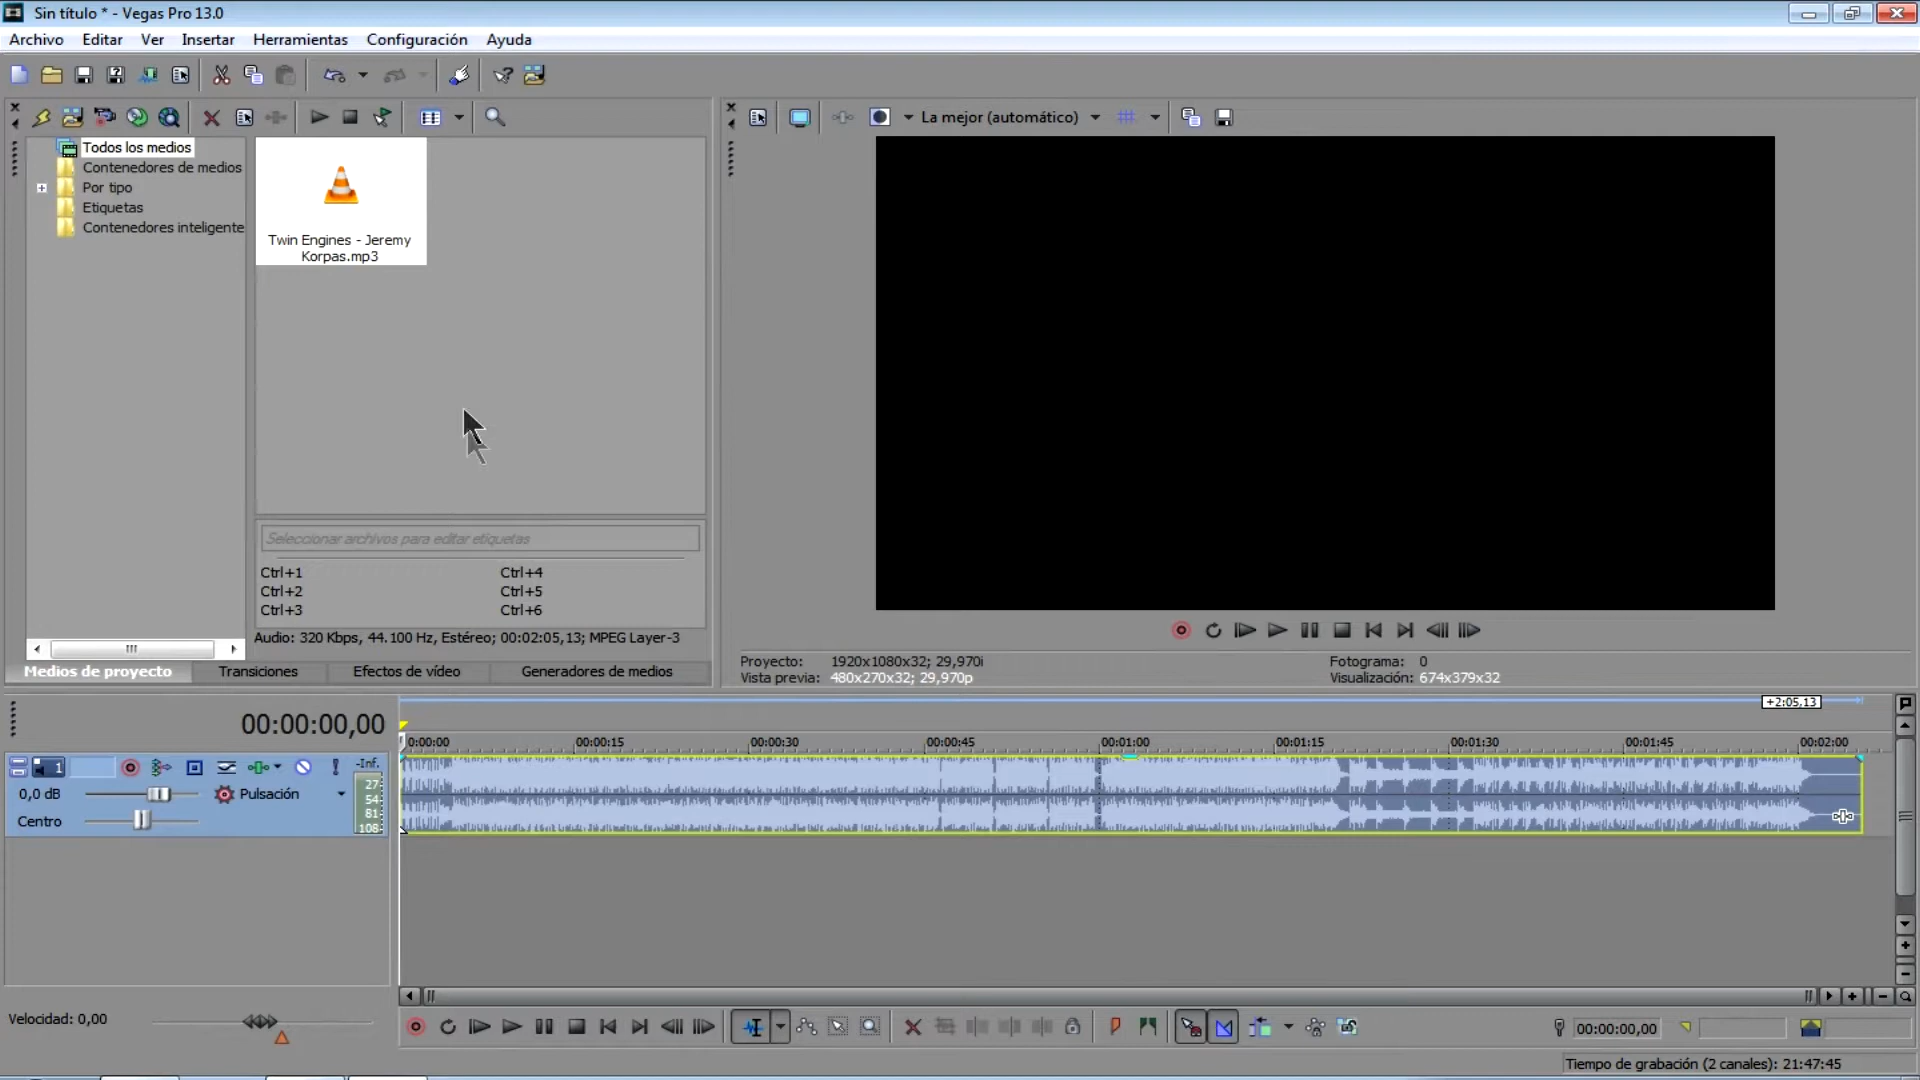 Sin título * - Vegas Pro 13.0
Archivo Editar Ver Insertar Herramientas Configuración Ayuda
La mejor (automático)
Todos los medios
Contenedores de medios
Por tipo
Etiquetas
Contenedores inteligente
Twin Engines - Jeremy
Korpas.mp3
Seleccionar archivos para editar etiquetas
Ctrl+1 Ctrl+4
Ctrl+2 Ctrl+5
Ctrl+3 Ctrl+6
Audio: 320 Kbps, 44.100 Hz, Estéreo; 00:02:05,13; MPEG Layer-3
Medios de proyecto Transiciones Efectos de vídeo Generadores de medios
Proyecto: 1920x1080x32; 29,970i Fotograma: 0
Vista previa: 480x270x32; 29,970p Visualización: 674x379x32
+2:05,13
00:00:00,00
0:00:00 00:00:15 00:00:30 00:00:45 00:01:00 00:01:15 00:01:30 00:01:45 00:02:00
1 -Inf.
0,0 dB Pulsación
Centro
27
54
81
108
Velocidad: 0,00
00:00:00,00
Tiempo de grabación (2 canales): 21:47:45